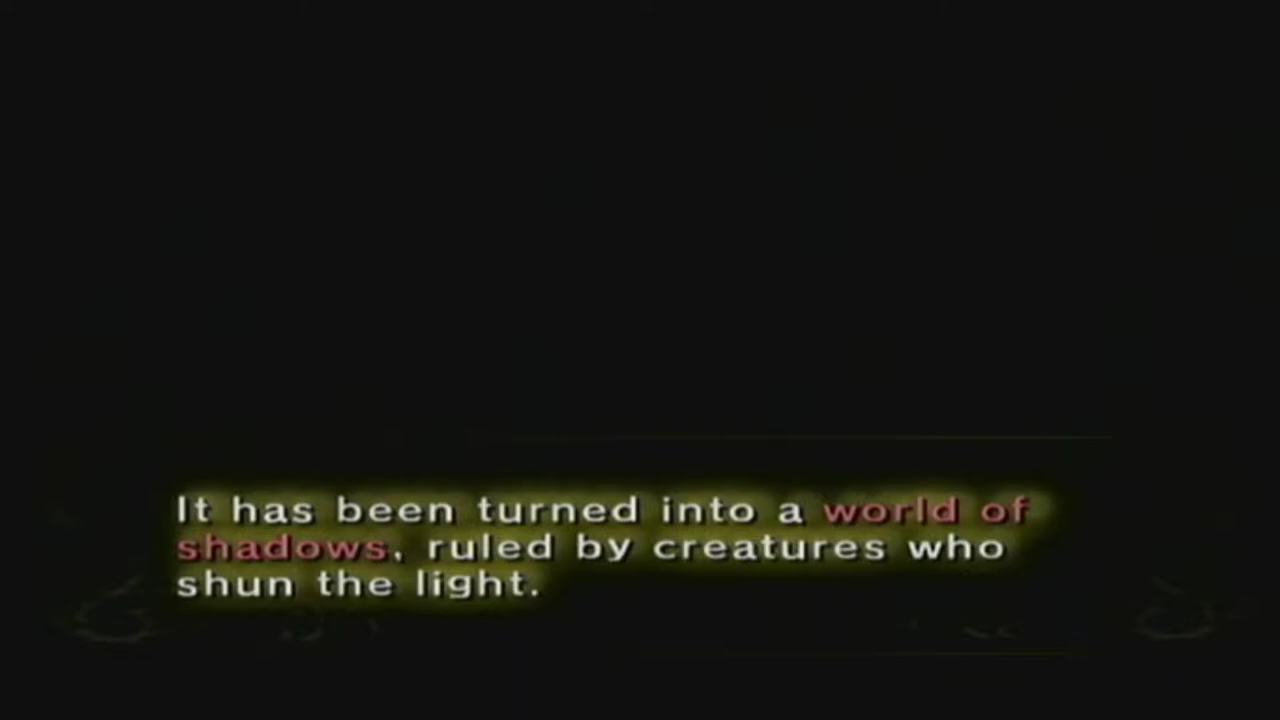 It has been turned into a world of
shadows, ruled by creatures who
shun the light.